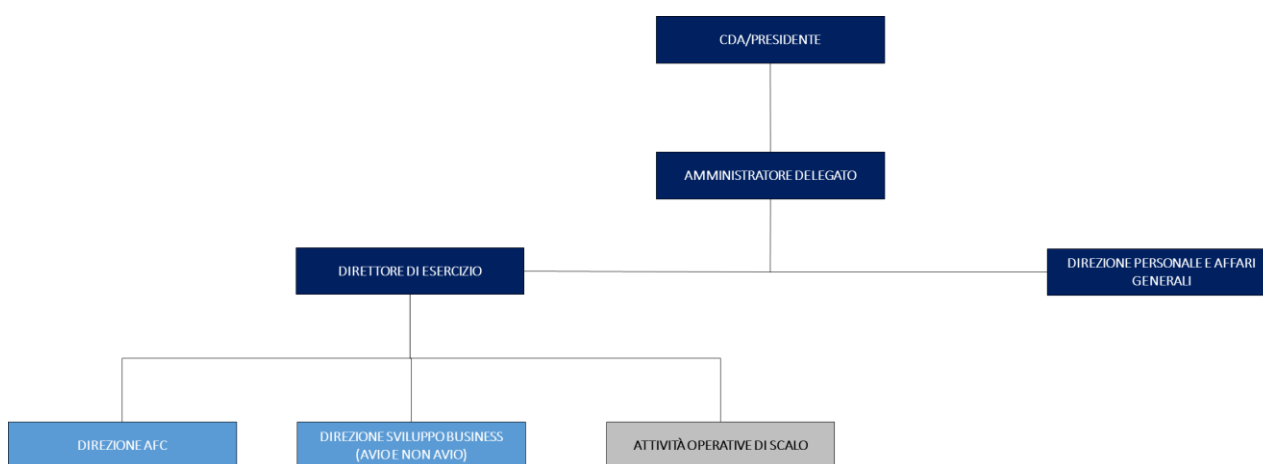 CDA/PRESIDENTE
AMMINISTRATORE DELEGATO
DIRETTORE DI ESERCIZIO
DIREZIONE PERSONALE E AFFARI
GENERALI
DIREZIONE AFC
DIREZIONE SVILUPPO BUSINESS
(AVIO E NON AVIO)
ATTIVITÀ OPERATIVE DI SCALO